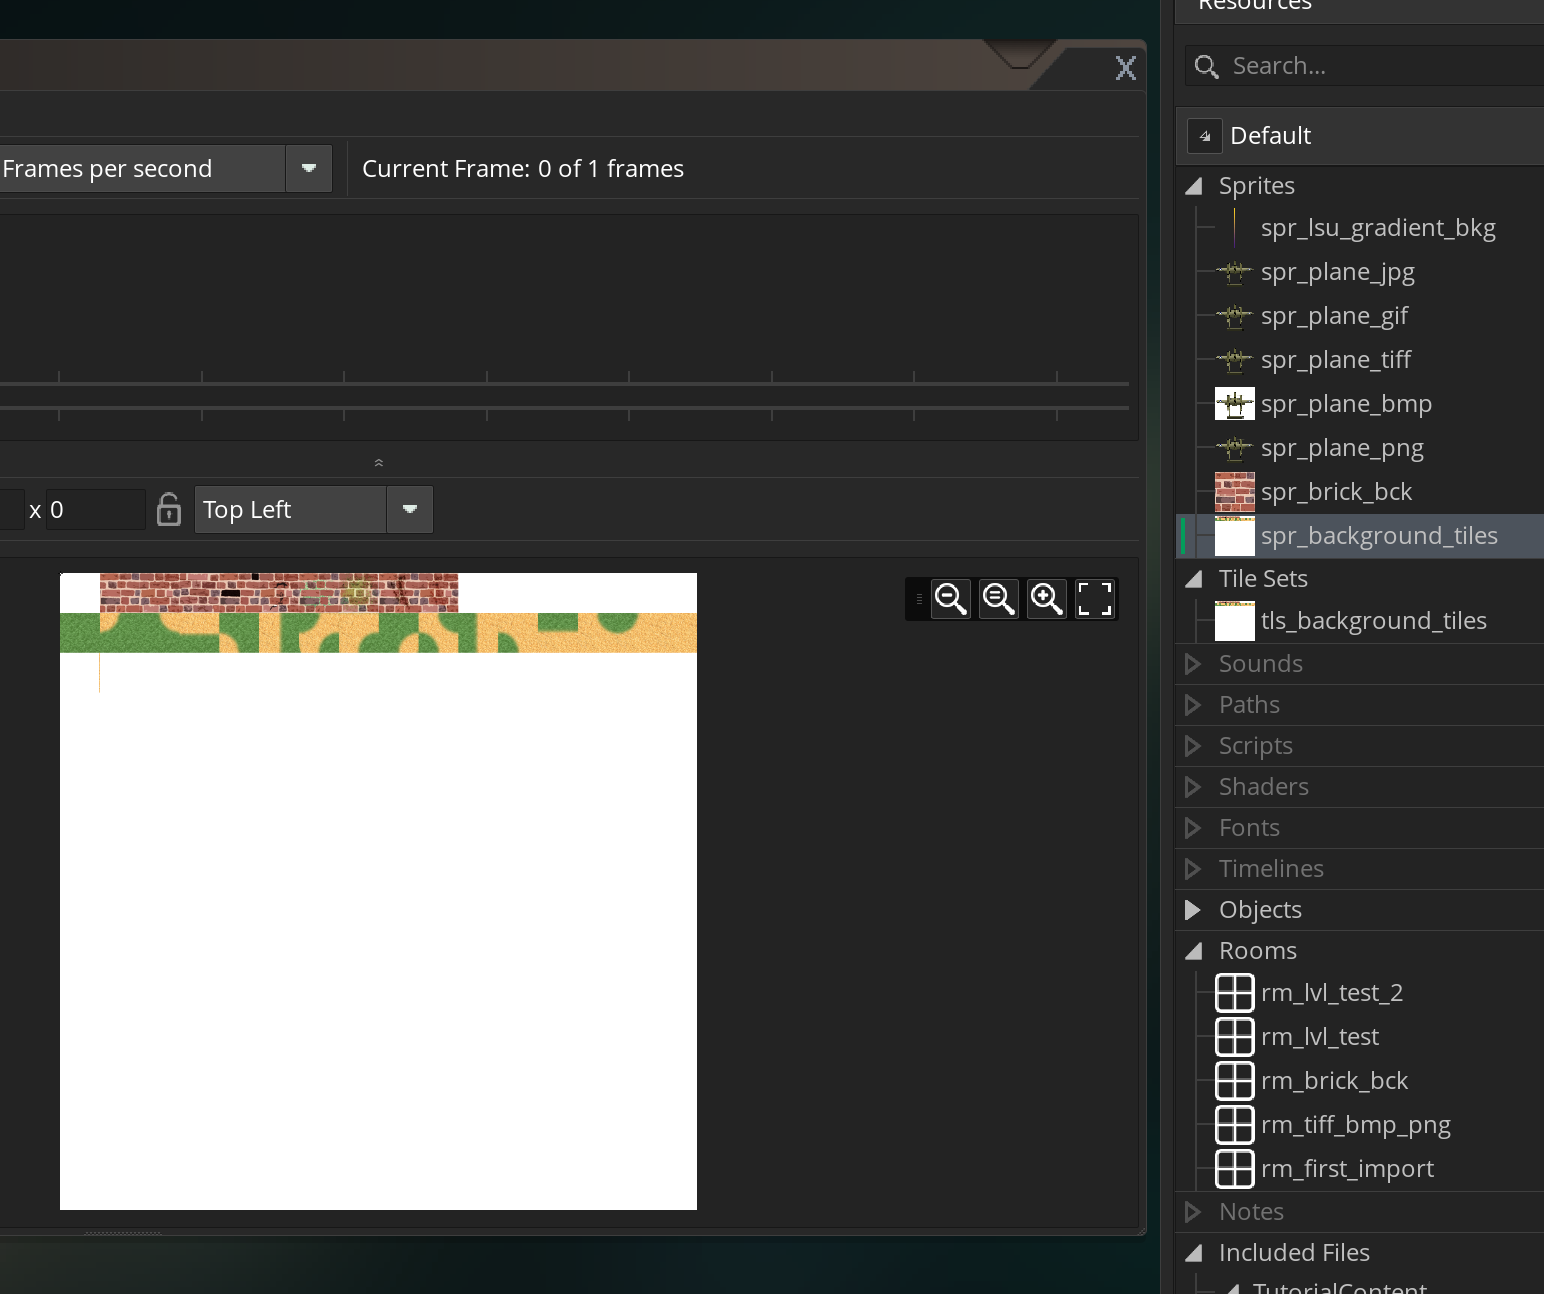 Resources
X
Search...
Default
Frames per second
Current Frame: 0 of 1 frames
Sprites
spr_lsu_gradient_bkg
spr_plane_jpg
spr_plane_gif
spr_plane_tiff
spr_plane_bmp
spr_plane_png
spr_brick_bck
x 0
Top Left
spr_background_tiles
Tile Sets
tls_background_tiles
Sounds
Paths
Scripts
Shaders
Fonts
Timelines
Objects
Rooms
rm_lvl_test_2
rm_lvl_test
rm_brick_bck
rm_tiff_bmp_png
rm_first_import
Notes
Included Files
TutorialContent